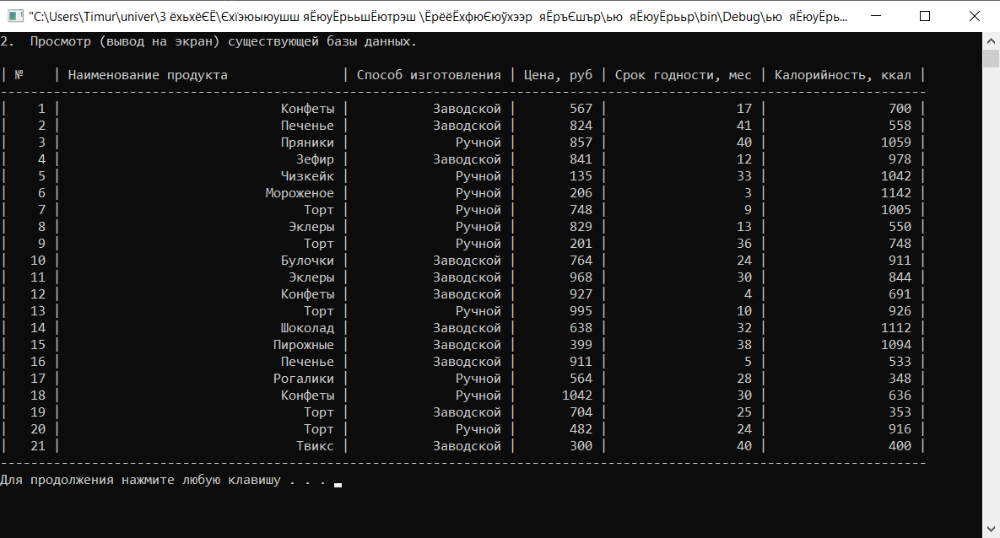 "C:\Users\Timur\univer\3 ёхьхёЄЁ\Єхїэюыюушш яЁюуЁрьшЁютрэш \ЁрёёЁхфюЄюўхээр  яЁръЄшър\ью  яЁюуЁрьр\bin\Debug\ью  яЁюуЁрь...
2.  Просмотр (вывод на экран) существующей базы данных.
| №    | Наименование продукта               | Способ изготовления | Цена, руб | Срок годности, мес | Калорийность, ккал |
--------------------------------------------------------------------------------------------------------------------------
|    1 |                             Конфеты |           Заводской |       567 |                 17 |                700 |
|    2 |                             Печенье |           Заводской |       824 |                 41 |                558 |
|    3 |                             Пряники |              Ручной |       857 |                 40 |               1059 |
|    4 |                               Зефир |           Заводской |       841 |                 12 |                978 |
|    5 |                             Чизкейк |              Ручной |       135 |                 33 |               1042 |
|    6 |                           Мороженое |              Ручной |       206 |                  3 |               1142 |
|    7 |                                Торт |              Ручной |       748 |                  9 |               1005 |
|    8 |                              Эклеры |              Ручной |       829 |                 13 |                550 |
|    9 |                                Торт |              Ручной |       201 |                 36 |                748 |
|   10 |                             Булочки |           Заводской |       764 |                 24 |                911 |
|   11 |                              Эклеры |           Заводской |       968 |                 30 |                844 |
|   12 |                             Конфеты |           Заводской |       927 |                  4 |                691 |
|   13 |                                Торт |              Ручной |       995 |                 10 |                926 |
|   14 |                             Шоколад |           Заводской |       638 |                 32 |               1112 |
|   15 |                            Пирожные |           Заводской |       399 |                 38 |               1094 |
|   16 |                             Печенье |           Заводской |       911 |                  5 |                533 |
|   17 |                            Рогалики |              Ручной |       564 |                 28 |                348 |
|   18 |                             Конфеты |              Ручной |      1042 |                 30 |                636 |
|   19 |                                Торт |           Заводской |       704 |                 25 |                353 |
|   20 |                                Торт |              Ручной |       482 |                 24 |                916 |
|   21 |                               Твикс |           Заводской |       300 |                 40 |                400 |
--------------------------------------------------------------------------------------------------------------------------
Для продолжения нажмите любую клавишу . . .